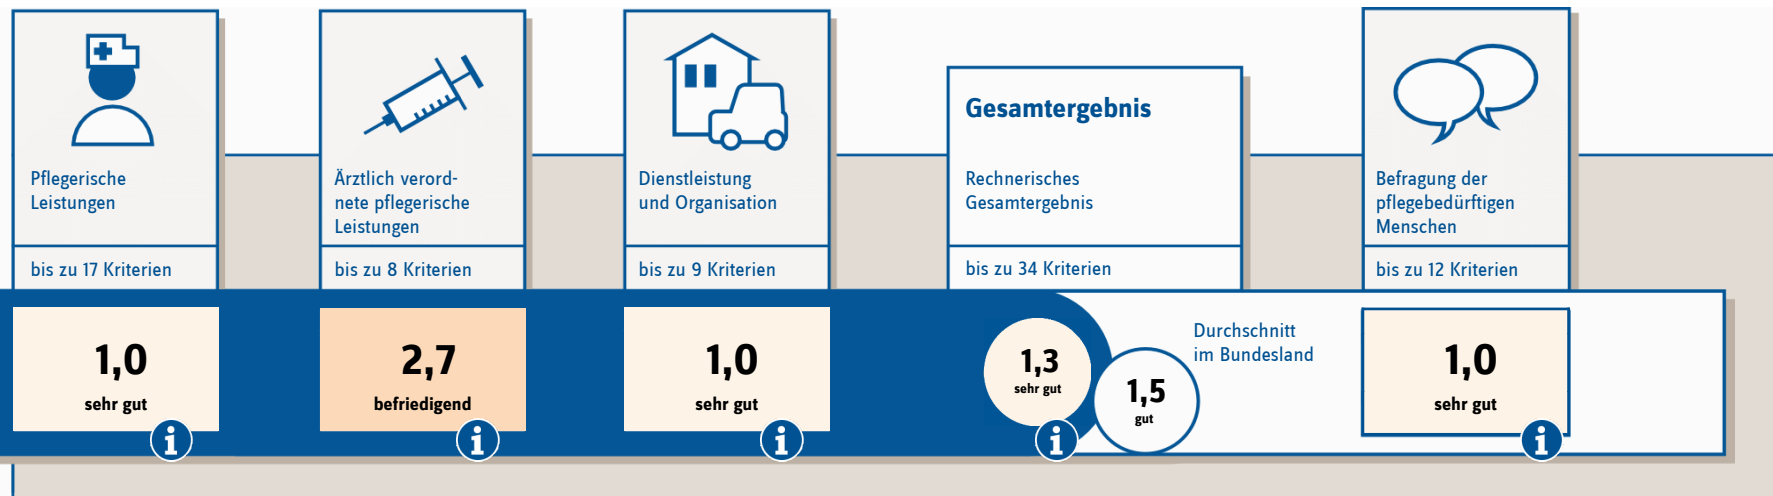 Pflegerische
Leistungen
bis zu 17 Kriterien
1,0
sehr gut
i
Ärztlich verord-
nete pflegerische
Leistungen
bis zu 8 Kriterien
2,7
befriedigend
i
Dienstleistung
und Organisation
bis zu 9 Kriterien
1,0
sehr gut
i
Gesamtergebnis
Rechnerisches
Gesamtergebnis
bis zu 34 Kriterien
1,3
sehr gut
i
1,5
gut
Durchschnitt
im Bundesland
Befragung der
pflegebedürftigen
Menschen
bis zu 12 Kriterien
1,0
sehr gut
i